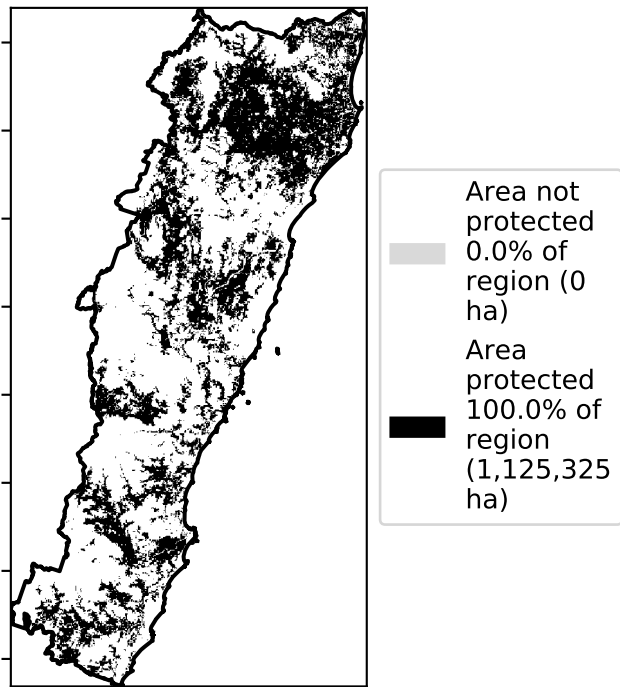 Area not
protected
0.0% of
region (0
ha)
Area
protected
100.0% of
region
(1,125,325
ha)